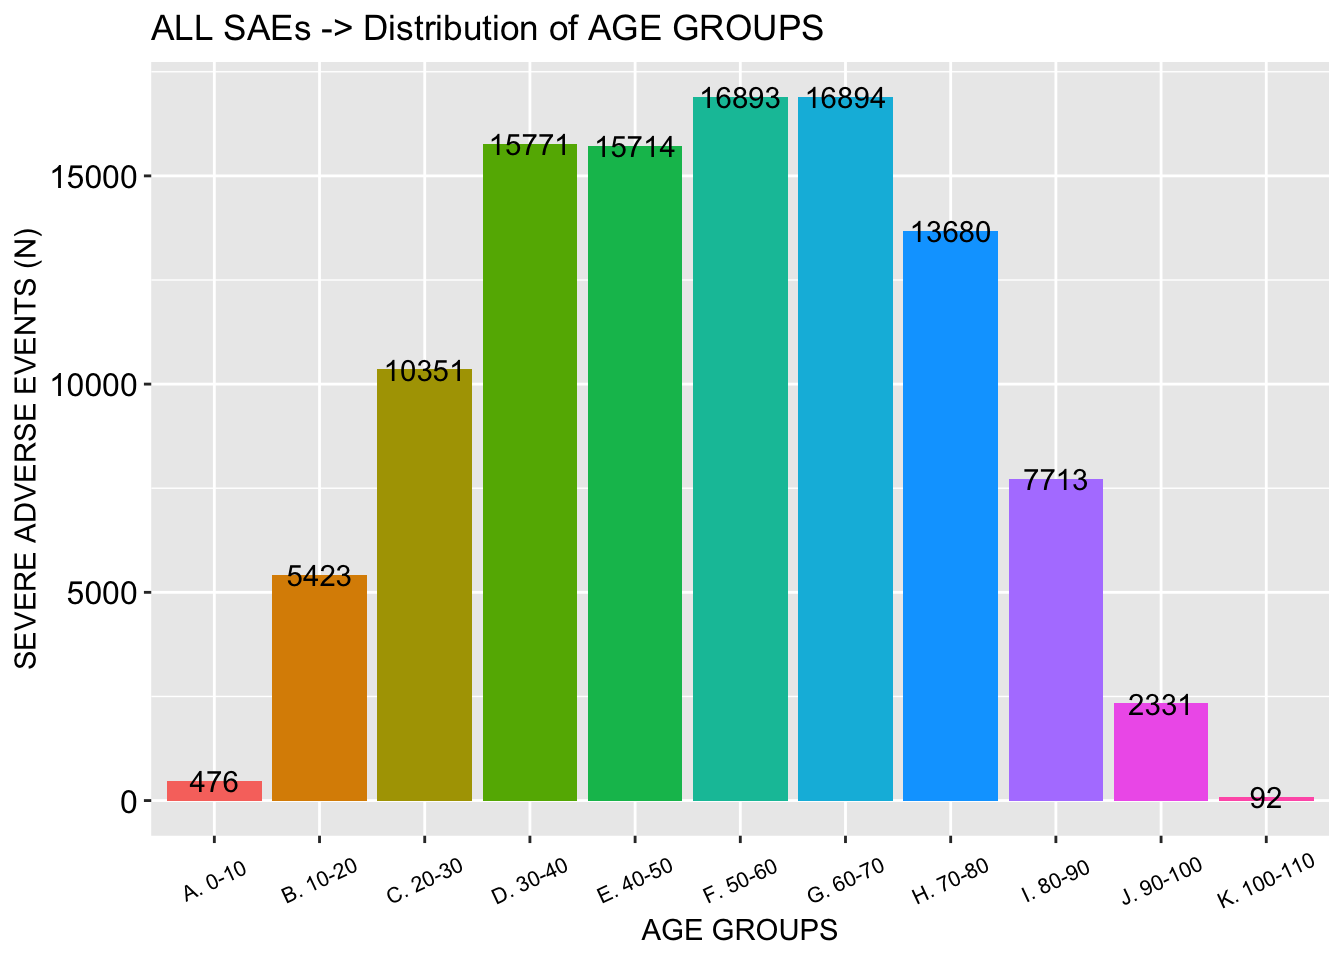 ALL SAEs -> Distribution of AGE GROUPS
SEVERE ADVERSE EVENTS (N)
15000
10000
5000
0
476
5423
10351
15771
15714
16893
16894
13680
7713
2331
92
A. 0-10
B. 10-20
C. 20-30
D. 30-40
E. 40-50
F. 50-60
G. 60-70
H. 70-80
I. 80-90
J. 90-100
K. 100-110
AGE GROUPS